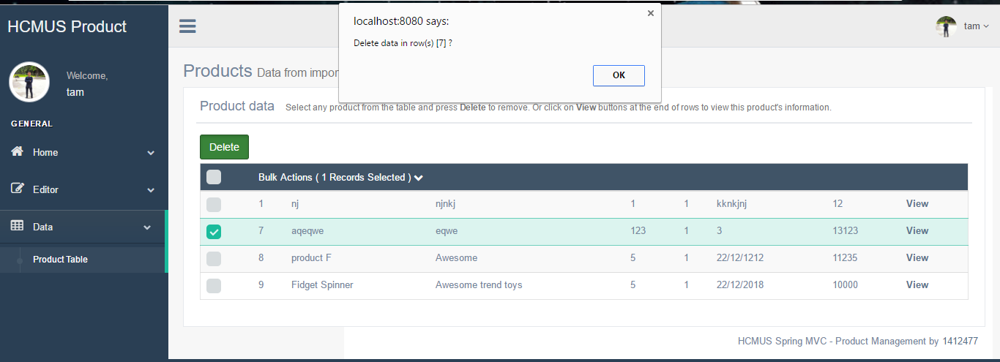 HCMUS Product
localhost:8080 says:
tam
Delete data in row(s) [7] ?
OK
Welcome,
tam
Products Data from impor
Product data Select any product from the table and press Delete to remove. Or click on View buttons at the end of rows to view this product's information.
GENERAL
Home
Editor
Data
Product Table
Delete
Bulk Actions ( 1 Records Selected )
1 nj njnkj 1 1 kknkjnj 12 View
7 aqeqwe eqwe 123 1 3 13123 View
8 product F Awesome 5 1 22/12/1212 11235 View
9 Fidget Spinner Awesome trend toys 5 1 22/12/2018 10000 View
HCMUS Spring MVC - Product Management by 1412477